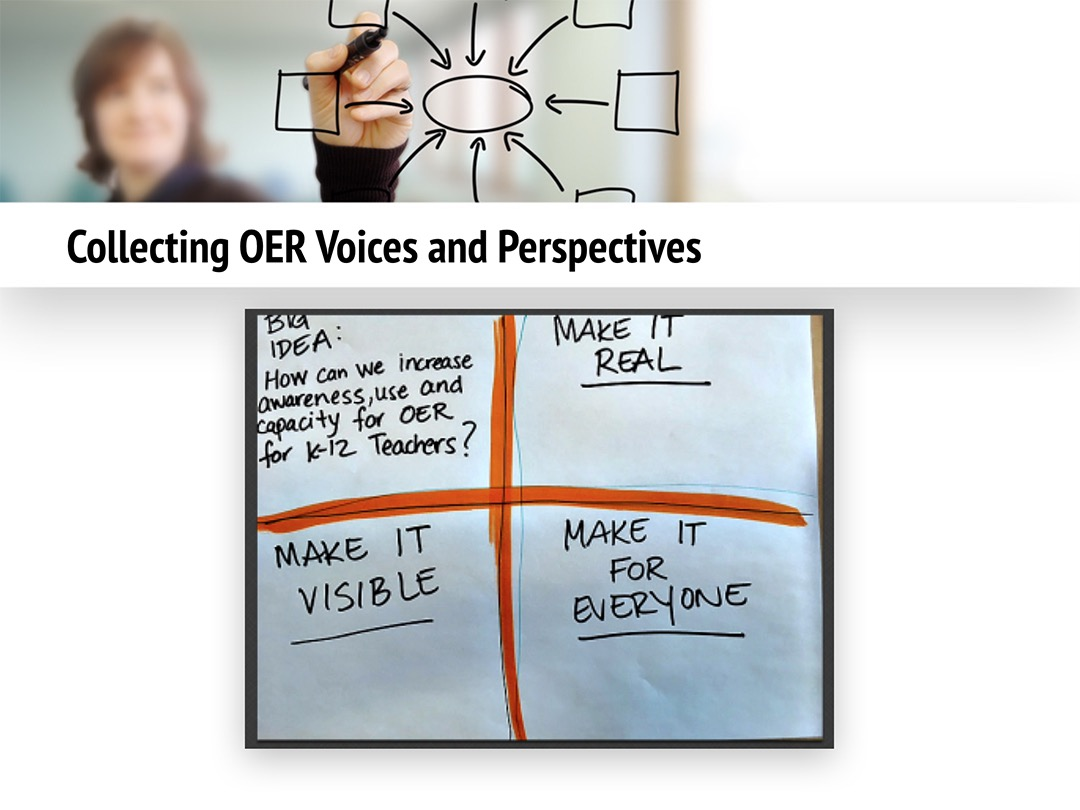 Collecting OER Voices and Perspectives
BIG
IDEA:
How can we increase
awareness, use and
capacity for OER
for K-12 Teachers?
MAKE IT
REAL
MAKE IT
VISIBLE
MAKE IT
FOR
EVERYONE